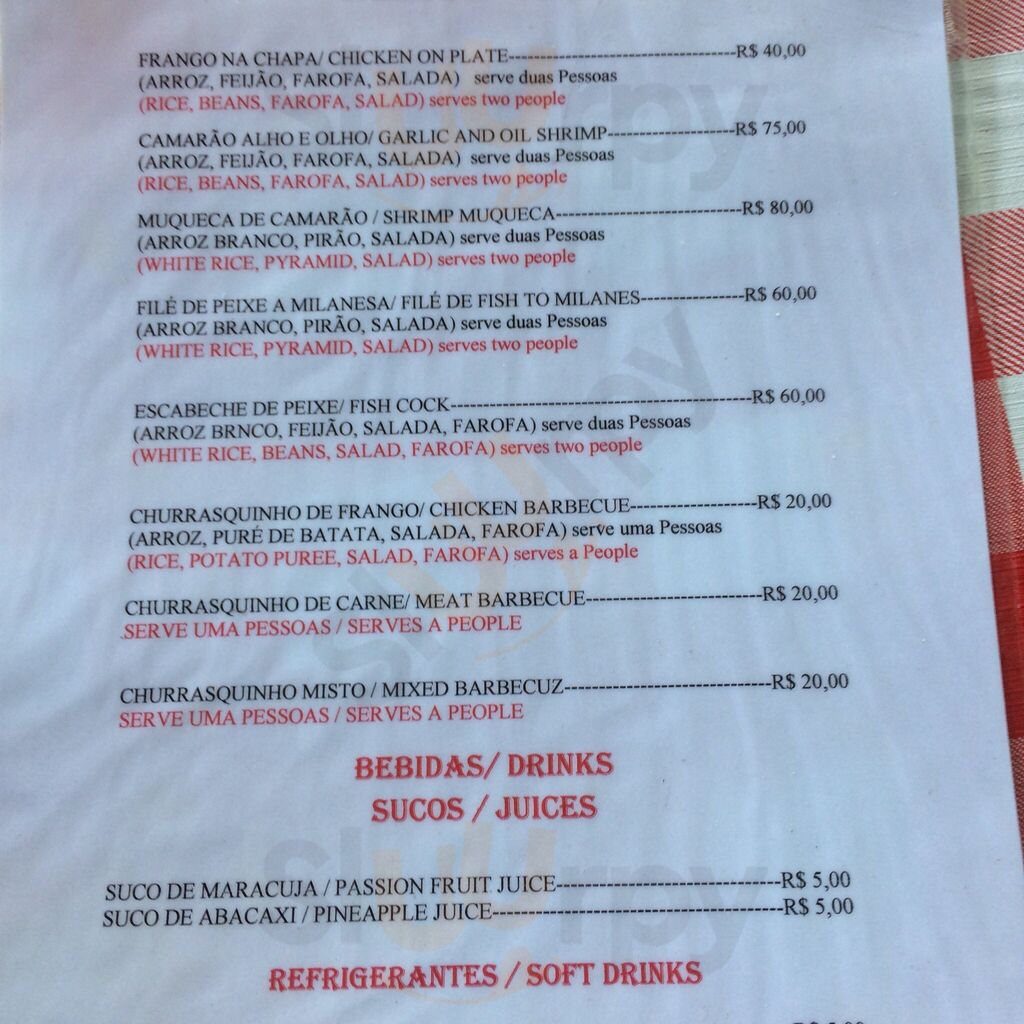 FRANGO NA CHAPA/ CHICKEN ON PLATE-----------------------------R$ 40,00
(ARROZ, FEIJÃO, FAROFA, SALADA) serve duas Pessoas
(RICE, BEANS, FAROFA, SALAD) serves two people
CAMARÃO ALHO E OLHO/ GARLIC AND OIL SHRIMP----------------R$ 75,00
(ARROZ, FEIJÃO, FAROFA, SALADA) serve duas Pessoas
(RICE, BEANS, FAROFA, SALAD) serves two people
MUQUECA DE CAMARÃO / SHRIMP MUQUECA------------------------R$ 80,00
(ARROZ BRANCO, PIRÃO, SALADA) serve duas Pessoas
(WHITE RICE, PYRAMID, SALAD) serves two people
FILÉ DE PEIXE A MILANESA/ FILÉ DE FISH TO MILANES-------------R$ 60,00
(ARROZ BRANCO, PIRÃO, SALADA) serve duas Pessoas
(WHITE RICE, PYRAMID, SALAD) serves two people
ESCABECHE DE PEIXE/ FISH COCK--------------------------------------R$ 60,00
(ARROZ BRNCO, FEIJÃO, SALADA, FAROFA) serve duas Pessoas
(WHITE RICE, BEANS, SALAD, FAROFA) serves two people
CHURRASQUINHO DE FRANGO/ CHICKEN BARBECUE----------------R$ 20,00
(ARROZ, PURÉ DE BATATA, SALADA, FAROFA) serve uma Pessoas
(RICE, POTATO PUREE, SALAD, FAROFA) serves a People
CHURRASQUINHO DE CARNE/ MEAT BARBECUE----------------------R$ 20,00
SERVE UMA PESSOAS / SERVES A PEOPLE
CHURRASQUINHO MISTO / MIXED BARBECUZ--------------------------R$ 20,00
SERVE UMA PESSOAS / SERVES A PEOPLE
BEBIDAS/ DRINKS
SUCOS / JUICES
SUCO DE MARACUJA / PASSION FRUIT JUICE----------------------------R$ 5,00
SUCO DE ABACAXI / PINEAPPLE JUICE------------------------------------R$ 5,00
REFRIGERANTES / SOFT DRINKS